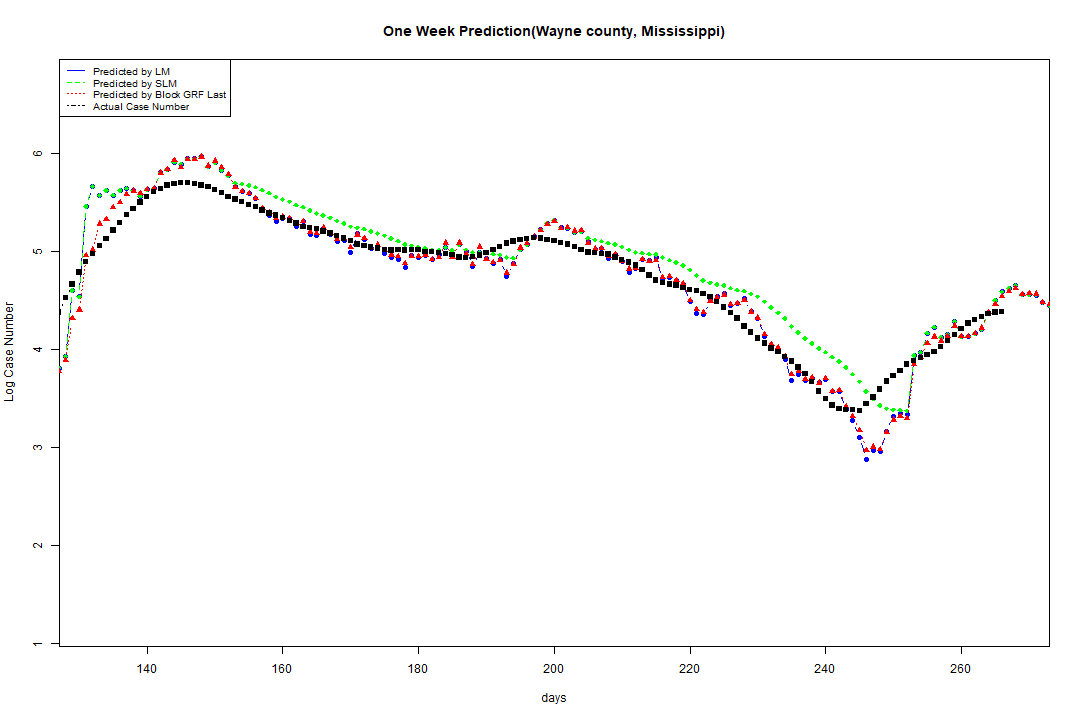 One Week Prediction(Wayne county, Mississippi)
Predicted by LM
Predicted by SLM
Predicted by Block GRF Last
Actual Case Number
Log Case Number
6
5
4
3
2
1
140 160 180 200 220 240 260
days